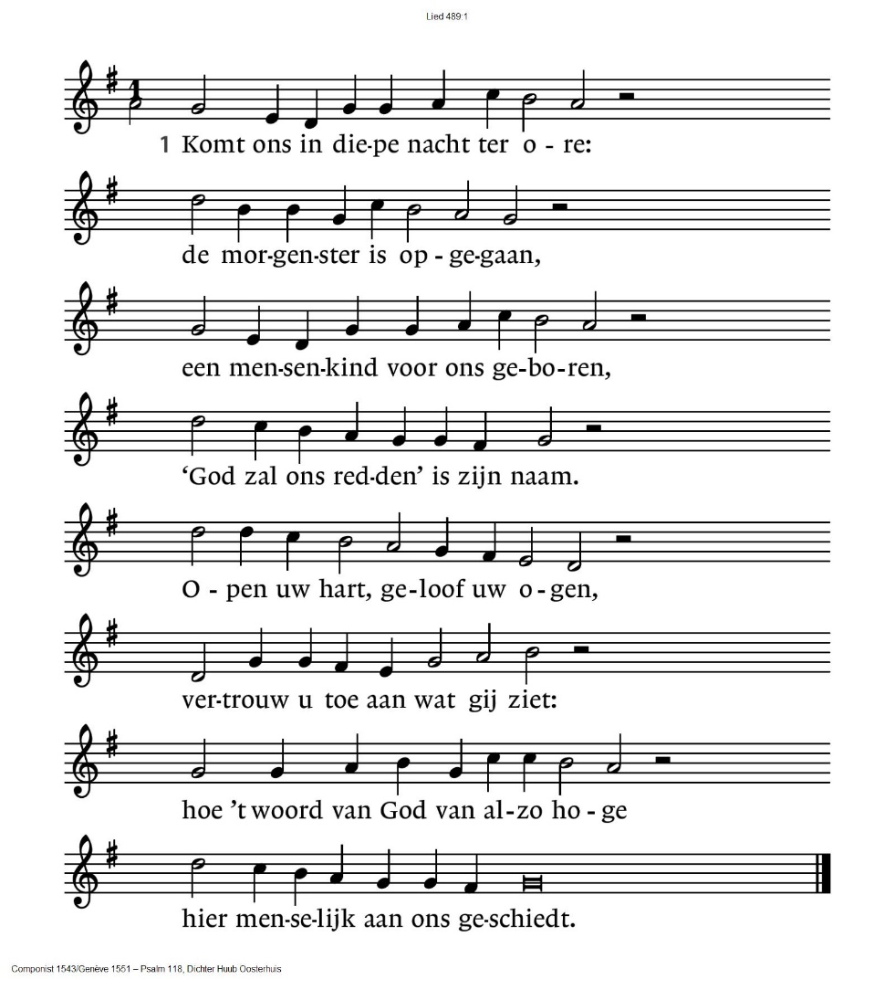 Lied 489:1
1 Komt ons in die-pe nacht ter o - re:
de mor-gen-ster is op - ge-gaan,
een men-sen-kind voor ons ge-bo-ren,
‘God zal ons red-den’ is zijn naam.
O - pen uw hart, ge-loof uw o - gen,
ver-trouw u toe aan wat gij ziet:
hoe ’t woord van God van al-zo ho - ge
hier men-se-lijk aan ons ge-schiedt.
Componist 1543/Genève 1551 – Psalm 118, Dichter Huub Oosterhuis